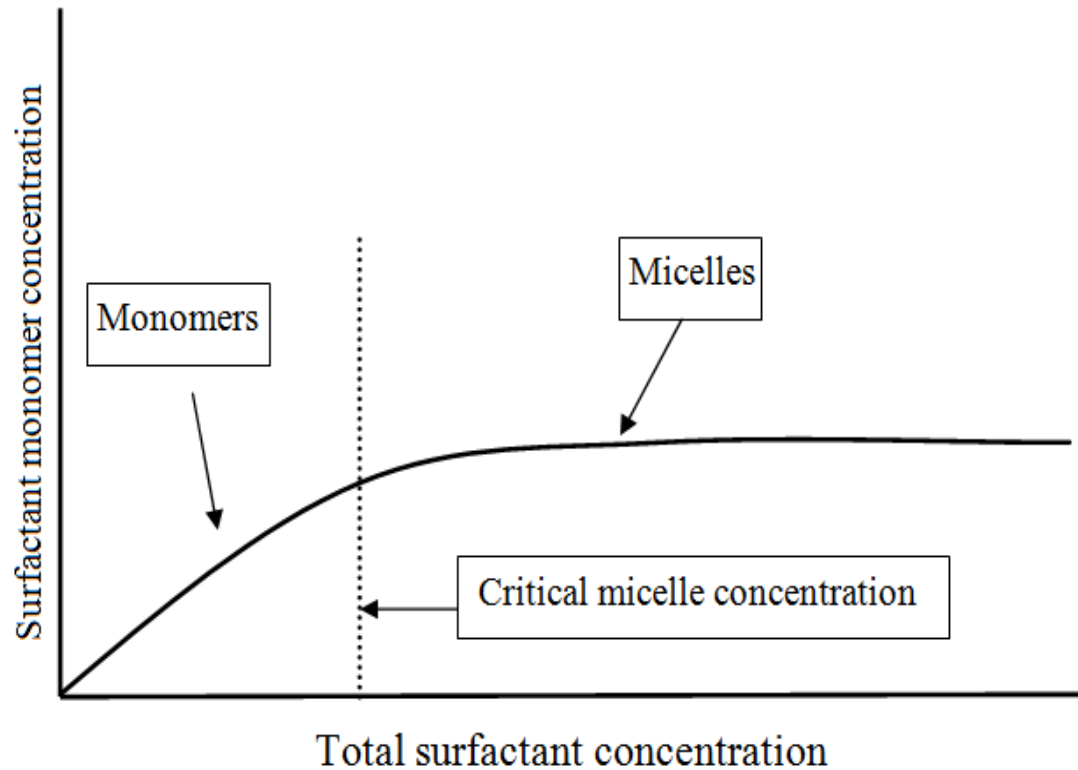 Surfactant monomer concentration
Monomers
Micelles
Critical micelle concentration
Total surfactant concentration